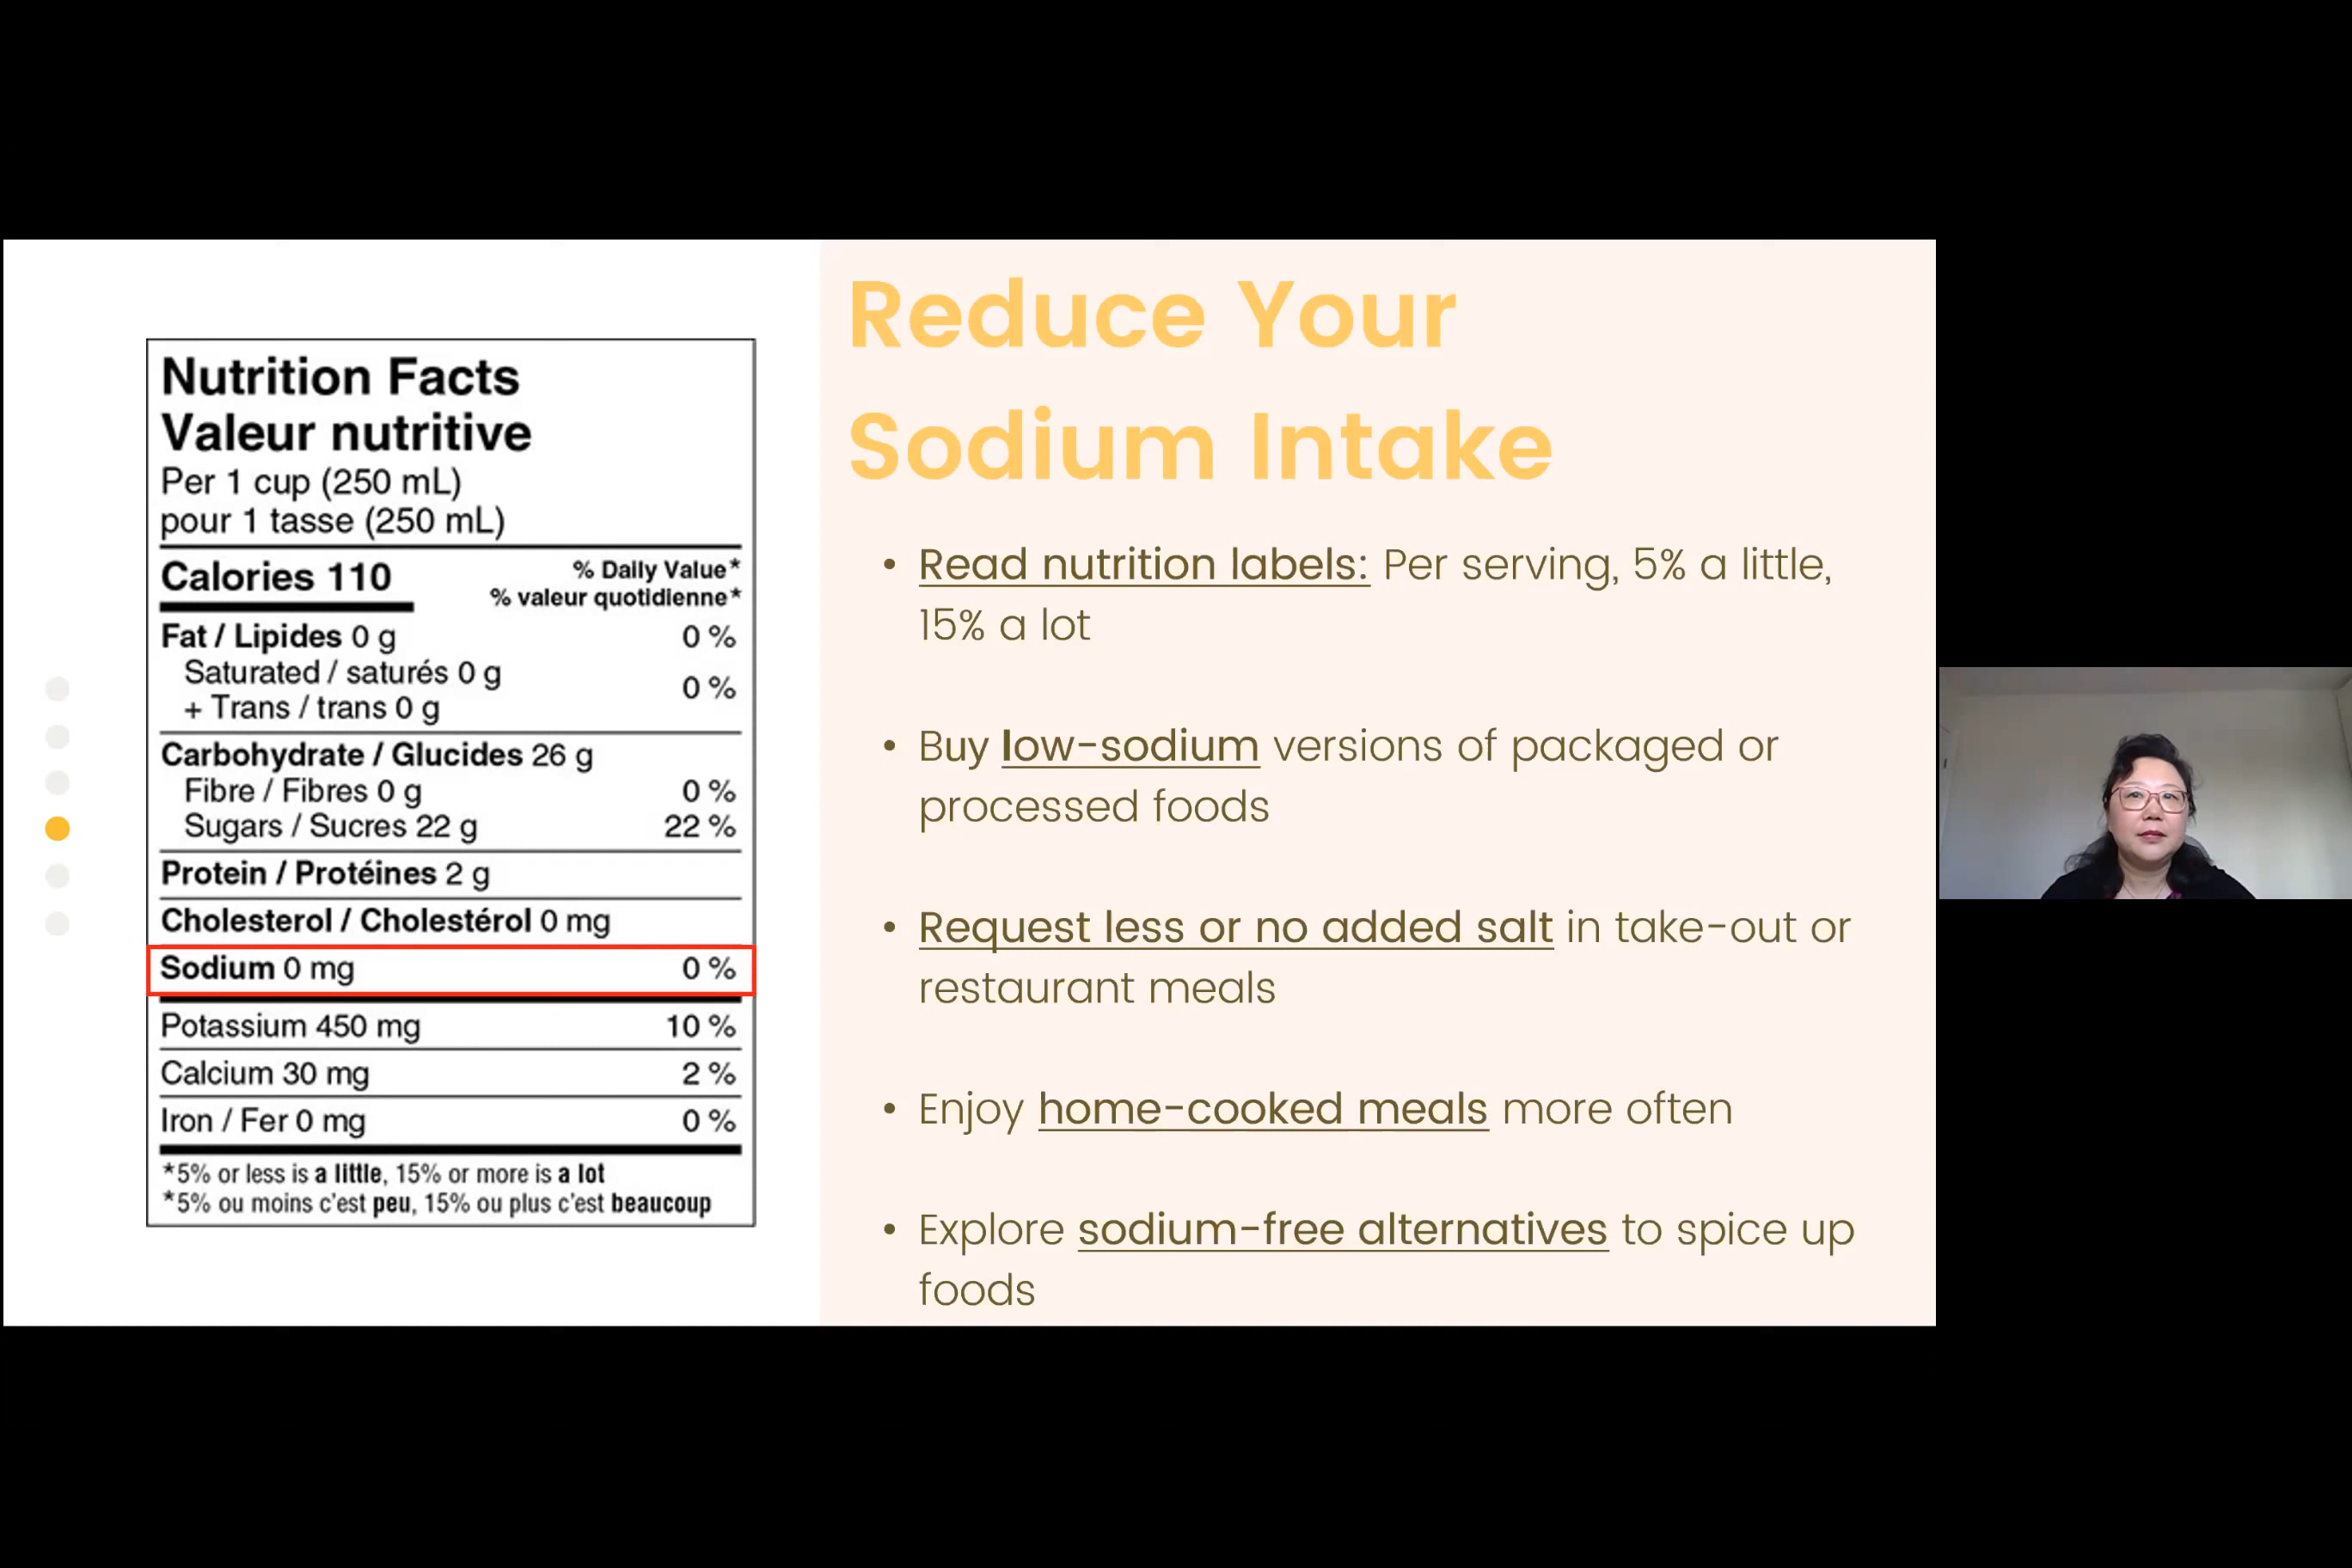 Nutrition Facts
Valeur nutritive
Per 1 cup (250 mL)
pour 1 tasse (250 mL)
Calories 110
% Daily Value*
% valeur quotidienne*
Fat / Lipides 0 g 0 %
Saturated / saturés 0 g
+ Trans / trans 0 g
0 %
Carbohydrate / Glucides 26 g
Fibre / Fibres 0 g 0 %
Sugars / Sucres 22 g 22 %
Protein / Protéines 2 g
Cholesterol / Cholestérol 0 mg
Sodium 0 mg 0 %
Potassium 450 mg 10 %
Calcium 30 mg 2 %
Iron / Fer 0 mg 0 %
*5% or less is a little, 15% or more is a lot
*5% ou moins c'est peu, 15% ou plus c'est beaucoup
Reduce Your
Sodium Intake
• Read nutrition labels: Per serving, 5% a little,
15% a lot
• Buy low-sodium versions of packaged or
processed foods
• Request less or no added salt in take-out or
restaurant meals
• Enjoy home-cooked meals more often
• Explore sodium-free alternatives to spice up
foods